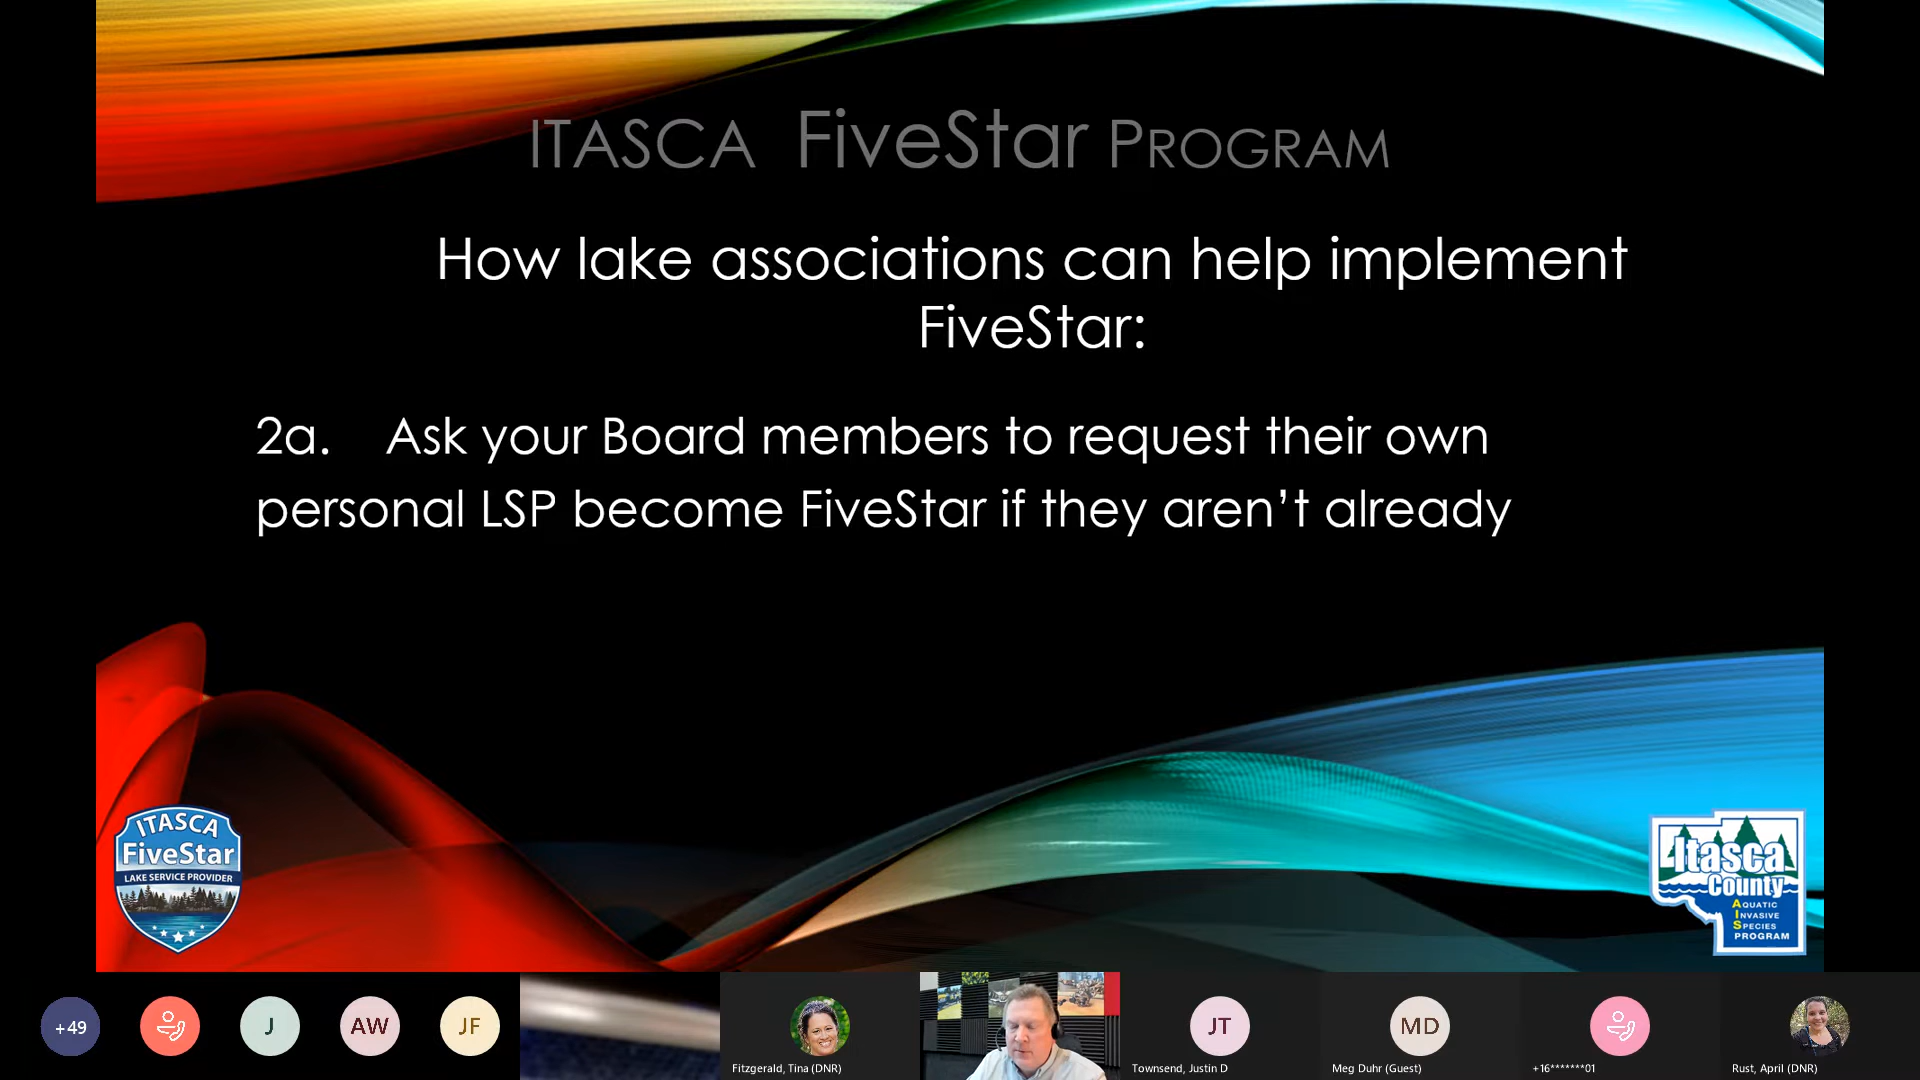 ITASCA FiveStar PROGRAM
How lake associations can help implement
FiveStar:
2a. Ask your Board members to request their own
personal LSP become FiveStar if they aren’t already
ITASCA
FiveStar
LAKE SERVICE PROVIDER
Itasca
County
AQUATIC
INVASIVE
SPECIES
PROGRAM
+49
J
AW
JF
JT
MD
Fitzgerald, Tina (DNR)
Townsend, Justin D
Meg Duhr (Guest)
+16*******01
Rust, April (DNR)